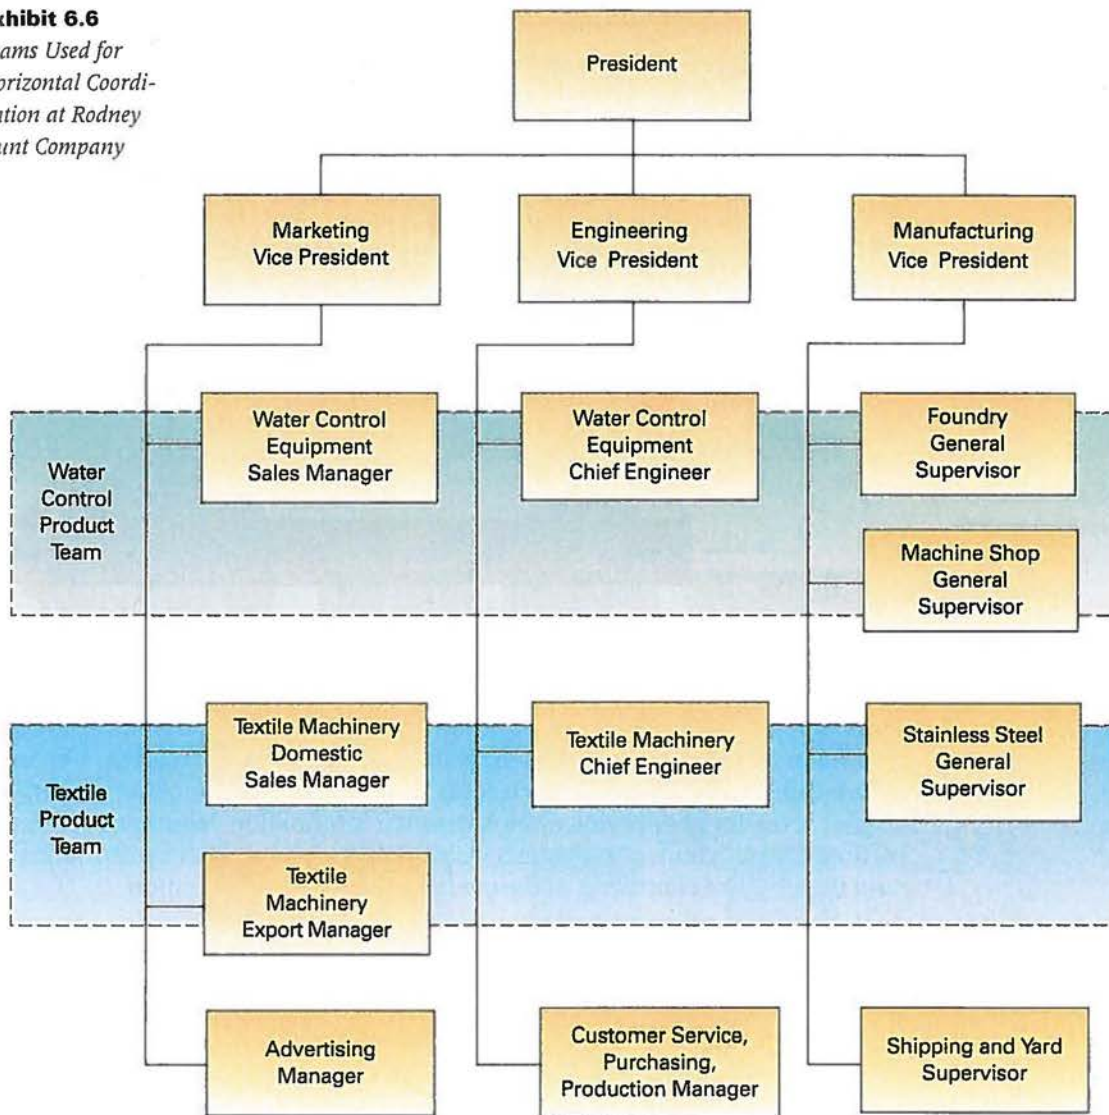 xhibit 6.6
ams Used for
orizontal Coordi-
ation at Rodney
unt Company
President
Marketing
Vice President
Engineering
Vice President
Manufacturing
Vice President
Water
Control
Product
Team
Water Control
Equipment
Sales Manager
Water Control
Equipment
Chief Engineer
Foundry
General
Supervisor
Machine Shop
General
Supervisor
Textile
Product
Team
Textile Machinery
Domestic
Sales Manager
Textile Machinery
Chief Engineer
Stainless Steel
General
Supervisor
Textile
Machinery
Export Manager
Advertising
Manager
Customer Service,
Purchasing,
Production Manager
Shipping and Yard
Supervisor